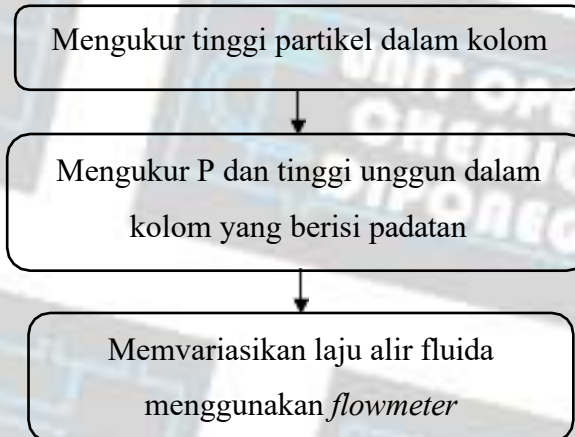 Mengukur tinggi partikel dalam kolom
Mengukur P dan tinggi unggun dalam
kolom yang berisi padatan
Memvariasikan laju alir fluida
menggunakan flowmeter